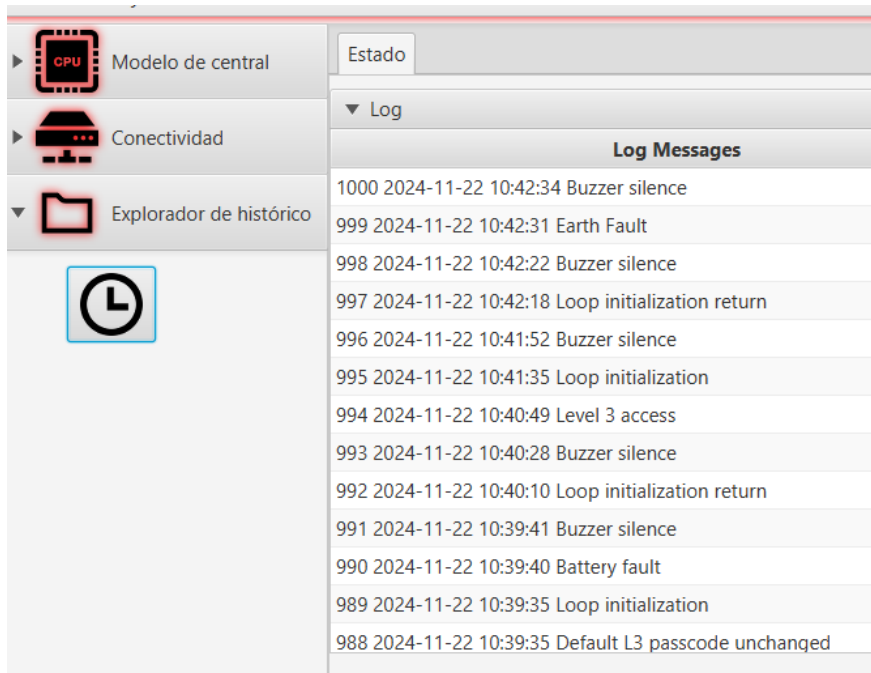 CPU
Modelo de central
Conectividad
Explorador de histórico
Estado
Log
Log Messages
1000 2024-11-22 10:42:34 Buzzer silence
999 2024-11-22 10:42:31 Earth Fault
998 2024-11-22 10:42:22 Buzzer silence
997 2024-11-22 10:42:18 Loop initialization return
996 2024-11-22 10:41:52 Buzzer silence
995 2024-11-22 10:41:35 Loop initialization
994 2024-11-22 10:40:49 Level 3 access
993 2024-11-22 10:40:28 Buzzer silence
992 2024-11-22 10:40:10 Loop initialization return
991 2024-11-22 10:39:41 Buzzer silence
990 2024-11-22 10:39:40 Battery fault
989 2024-11-22 10:39:35 Loop initialization
988 2024-11-22 10:39:35 Default L3 passcode unchanged